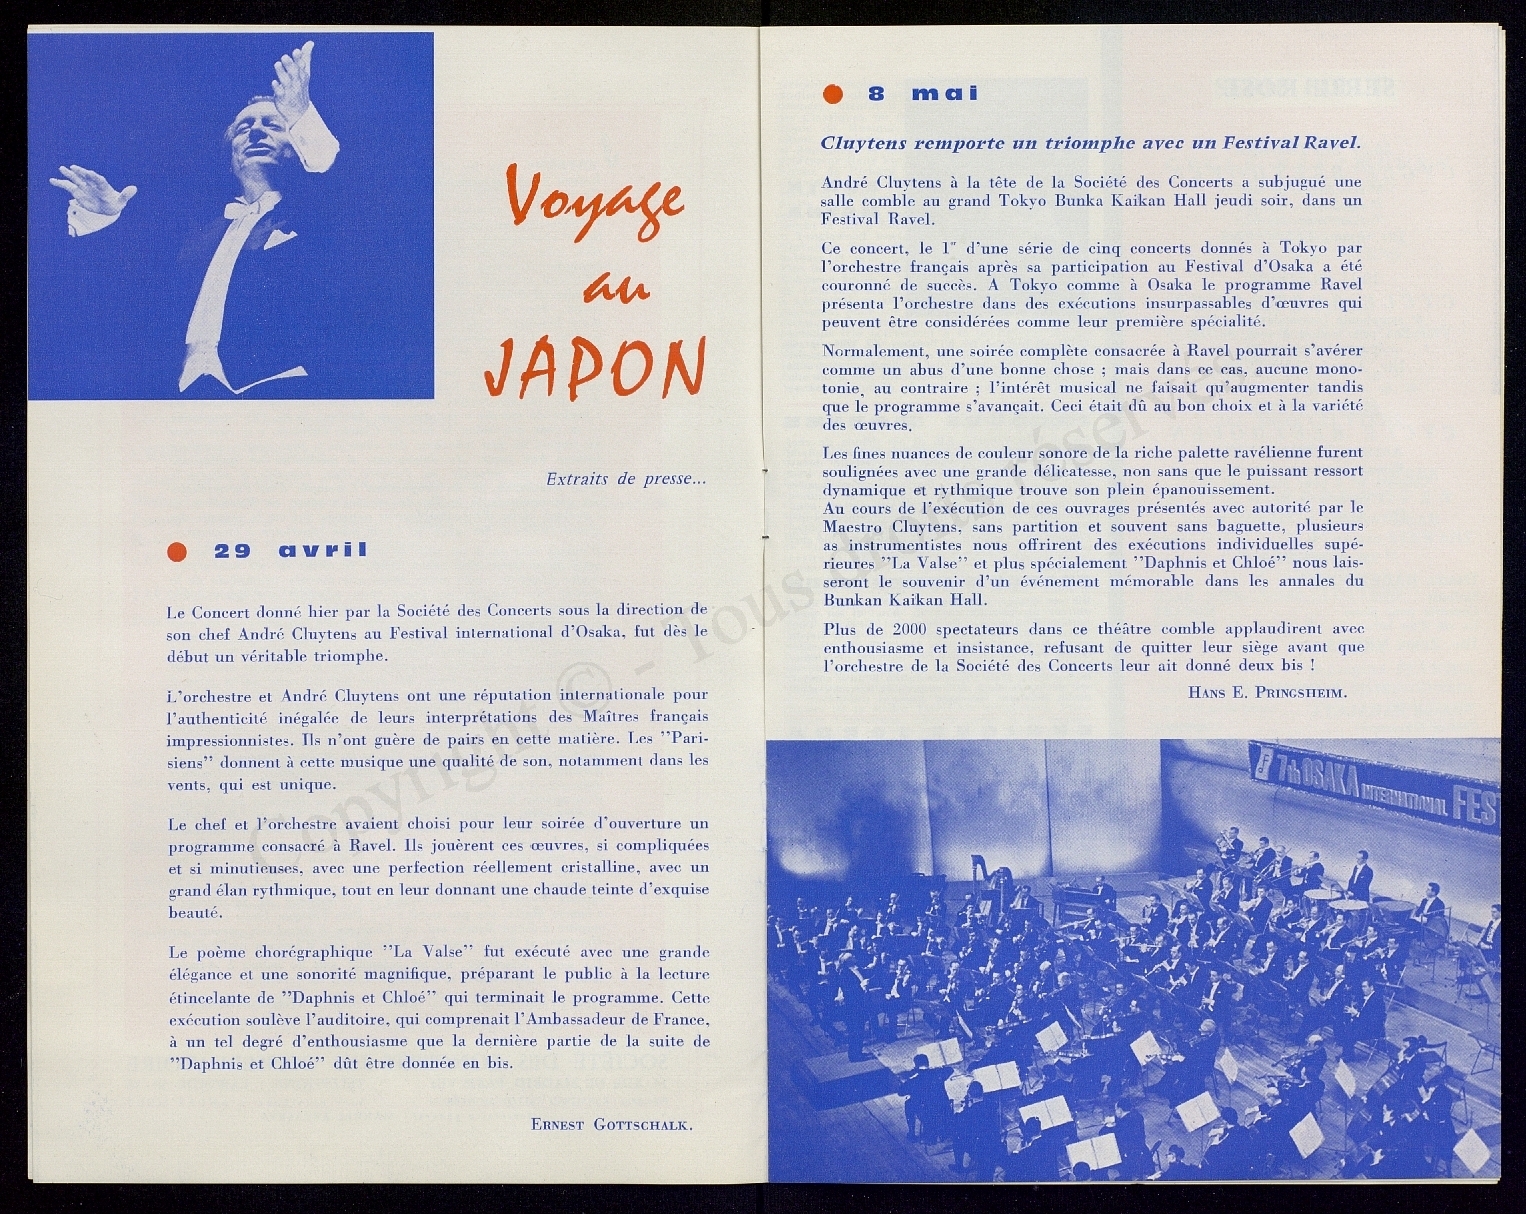 Voyage
au
JAPON
Extraits de presse...
29 avril
Le Concert donné hier par la Société des Concerts sous la direction de
son chef André Cluytens au Festival international d'Osaka, fut dès le
début un véritable triomphe.
L'orchestre et André Cluytens ont une réputation internationale pour
l'authenticité inégalée de leurs interprétations des Maîtres français
impressionnistes. Ils n'ont guère de pairs en cette matière. Les ''Pari-
siens'' donnent à cette musique une qualité de son, notamment dans les
vents, qui est unique.
Le chef et l'orchestre avaient choisi pour leur soirée d'ouverture un
programme consacré à Ravel. Ils jouèrent ces œuvres, si compliquées
et si minutieuses, avec une perfection réellement cristalline, avec un
grand élan rythmique, tout en leur donnant une chaude teinte d'exquise
beauté.
Le poème chorégraphique ''La Valse'' fut exécuté avec une grande
élégance et une sonorité magnifique, préparant le public à la lecture
étincelante de ''Daphnis et Chloé'' qui terminait le programme. Cette
exécution soulève l'auditoire, qui comprenait l'Ambassadeur de France,
à un tel degré d'enthousiasme que la dernière partie de la suite de
''Daphnis et Chloé'' dût être donnée en bis.
ERNEST GOTTSCHALK.
8 mai
Cluytens remporte un triomphe avec un Festival Ravel.
André Cluytens à la tête de la Société des Concerts a subjugué une
salle comble au grand Tokyo Bunka Kaikan Hall jeudi soir, dans un
Festival Ravel.
Ce concert, le 1er d'une série de cinq concerts donnés à Tokyo par
l'orchestre français après sa participation au Festival d'Osaka a été
couronné de succès. A Tokyo comme à Osaka le programme Ravel
présenta l'orchestre dans des exécutions insurpassables d'œuvres qui
peuvent être considérées comme leur première spécialité.
Normalement, une soirée complète consacrée à Ravel pourrait s'avérer
comme un abus d'une bonne chose ; mais dans ce cas, aucune mono-
tonie, au contraire ; l'intérêt musical ne faisait qu'augmenter tandis
que le programme s'avançait. Ceci était dû au bon choix et à la variété
des œuvres.
Les fines nuances de couleur sonore de la riche palette ravélienne furent
soulignées avec une grande délicatesse, non sans que le puissant ressort
dynamique et rythmique trouve son plein épanouissement.
Au cours de l'exécution de ces ouvrages présentés avec autorité par le
Maestro Cluytens, sans partition et souvent sans baguette, plusieurs
as instrumentistes nous offrirent des exécutions individuelles supé-
rieures ''La Valse'' et plus spécialement ''Daphnis et Chloé'' nous lais-
seront le souvenir d'un événement mémorable dans les annales du
Bunkan Kaikan Hall.
Plus de 2000 spectateurs dans ce théâtre comble applaudirent avec
enthousiasme et insistance, refusant de quitter leur siège avant que
l'orchestre de la Société des Concerts leur ait donné deux bis !
HANS E. PRINGSHEIM.
7th OSAKA INTERNATIONAL FES
Copyright © - Tous droits réservés